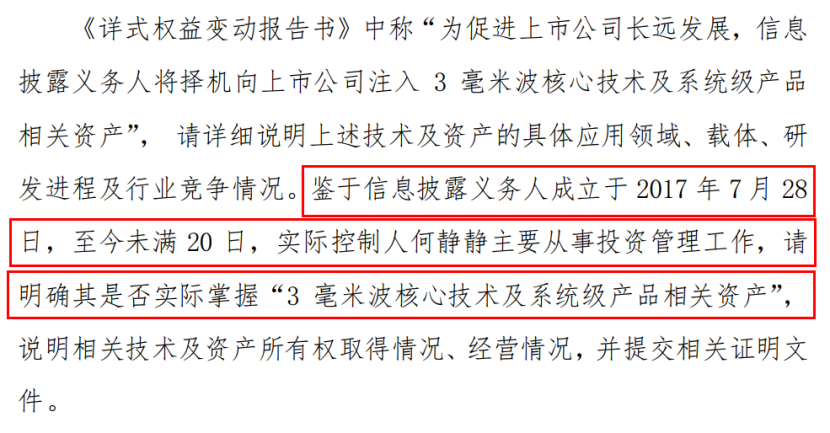 《详式权益变动报告书》中称“为促进上市公司长远发展，信息
披露义务人将择机向上市公司注入 3 毫米波核心技术及系统级产品
相关资产”， 请详细说明上述技术及资产的具体应用领域、载体、研
发进程及行业竞争情况。鉴于信息披露义务人成立于 2017 年 7 月 28
日，至今未满 20 日，实际控制人何静静主要从事投资管理工作，请
明确其是否实际掌握“3 毫米波核心技术及系统级产品相关资产”，
说明相关技术及资产所有权取得情况、经营情况，并提交相关证明文
件。